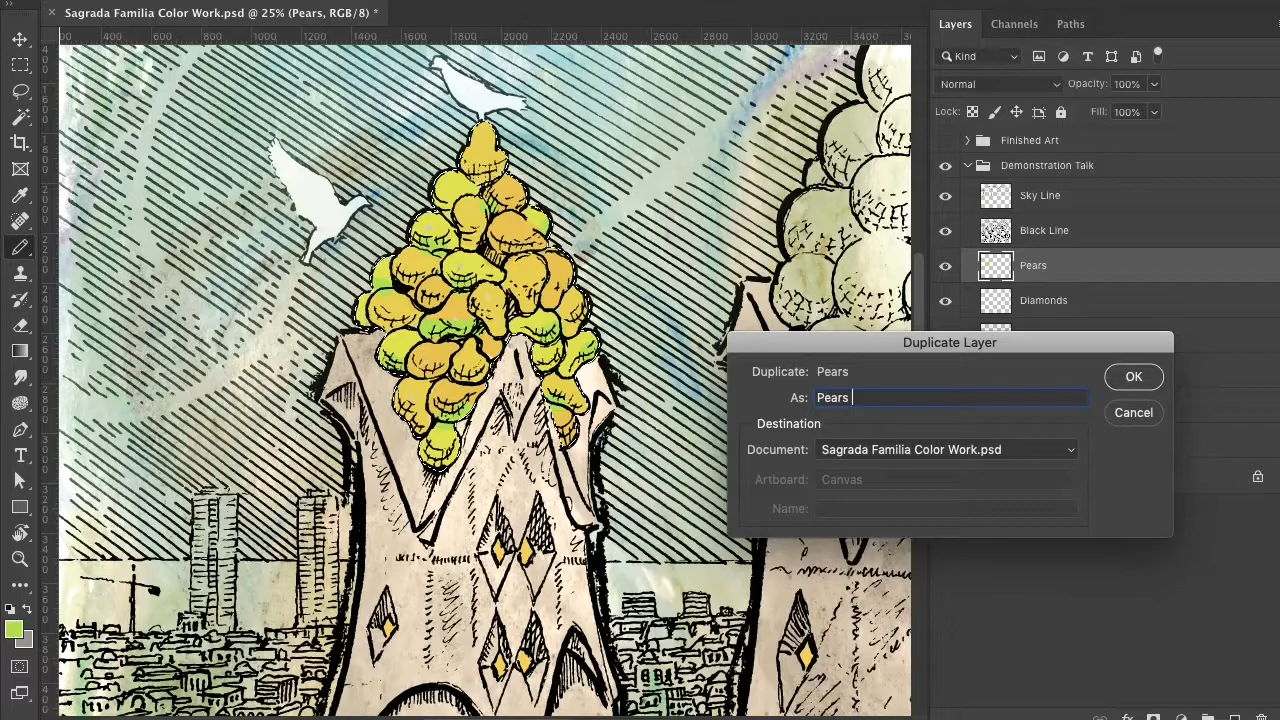 Sagrada Familia Color Work.psd @ 25% (Pears, RGB/8) *
400 600 800 1000 1200 1400 1600 1800 2000 2200 2400 2600 2800 3000 3200 3400
Layers Channels Paths
Kind
Normal Opacity: 100%
Lock: Fill: 100%
Finished Art
Demonstration Talk
Sky Line
Black Line
Pears
Diamonds
Duplicate Layer
Duplicate: Pears
OK
As: Pears
Cancel
Destination
Document: Sagrada Familia Color Work.psd
Artboard: Canvas
Name: